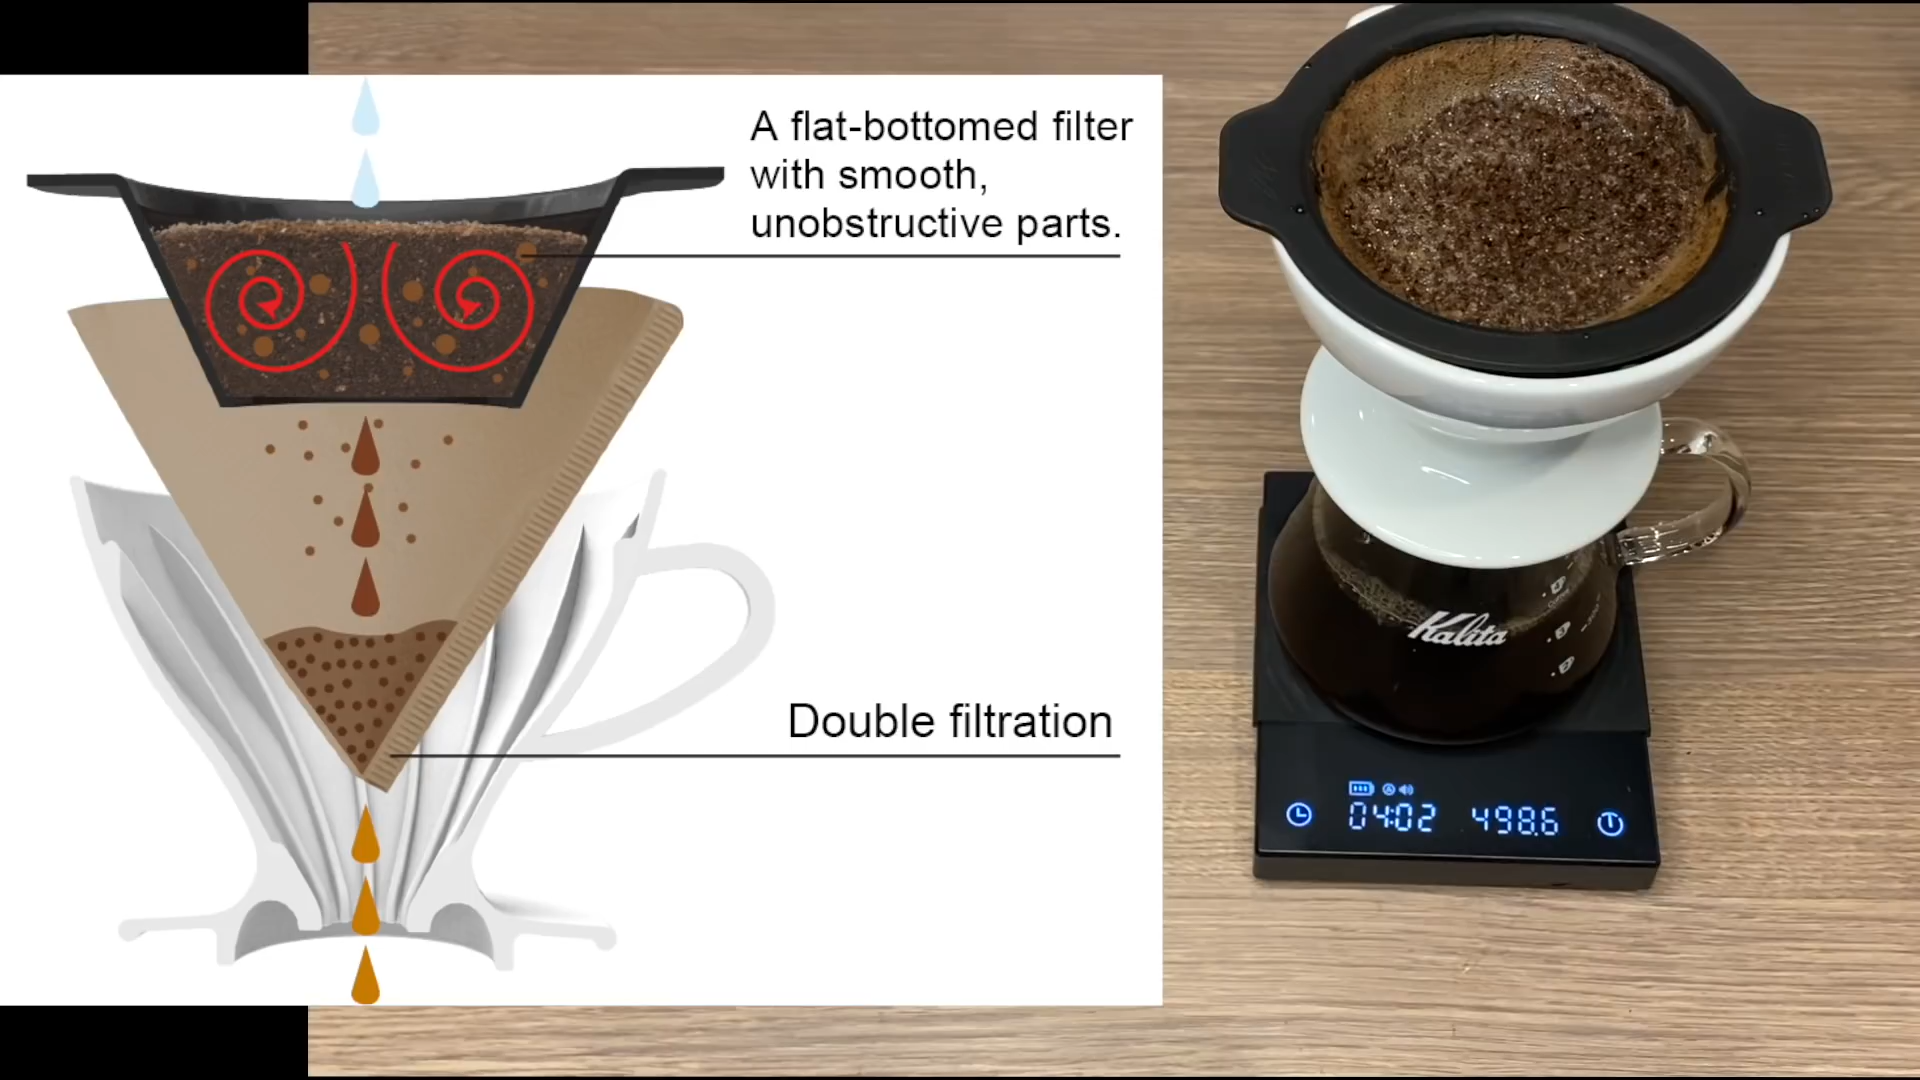 A flat-bottomed filter
with smooth,
unobstructive parts.
Double filtration
Kalita
04:02 498.6